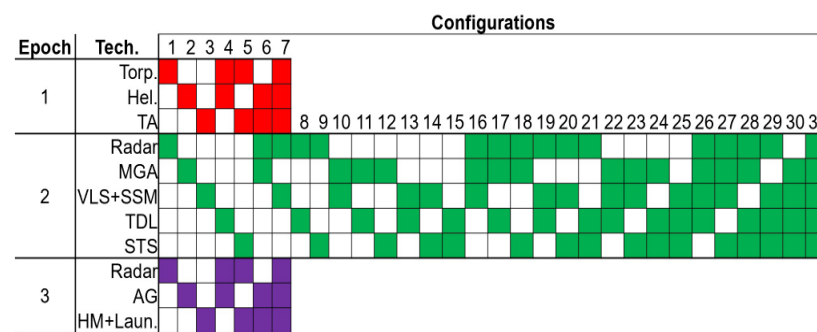 Configurations
Epoch Tech. 1 2 3 4 5 6 7
Torp.
1 Hel.
TA 8 9 10 11 12 13 14 15 16 17 18 19 20 21 22 23 24 25 26 27 28 29 30
Radar
MGA
2 VLS+SSM
TDL
STS
Radar
3 AG
HM+Laun.